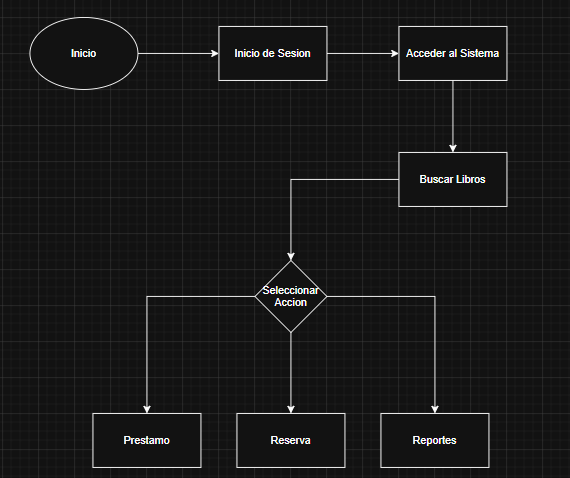 Inicio
Inicio de Sesion
Acceder al Sistema
Buscar Libros
Seleccionar
Accion
Prestamo
Reserva
Reportes